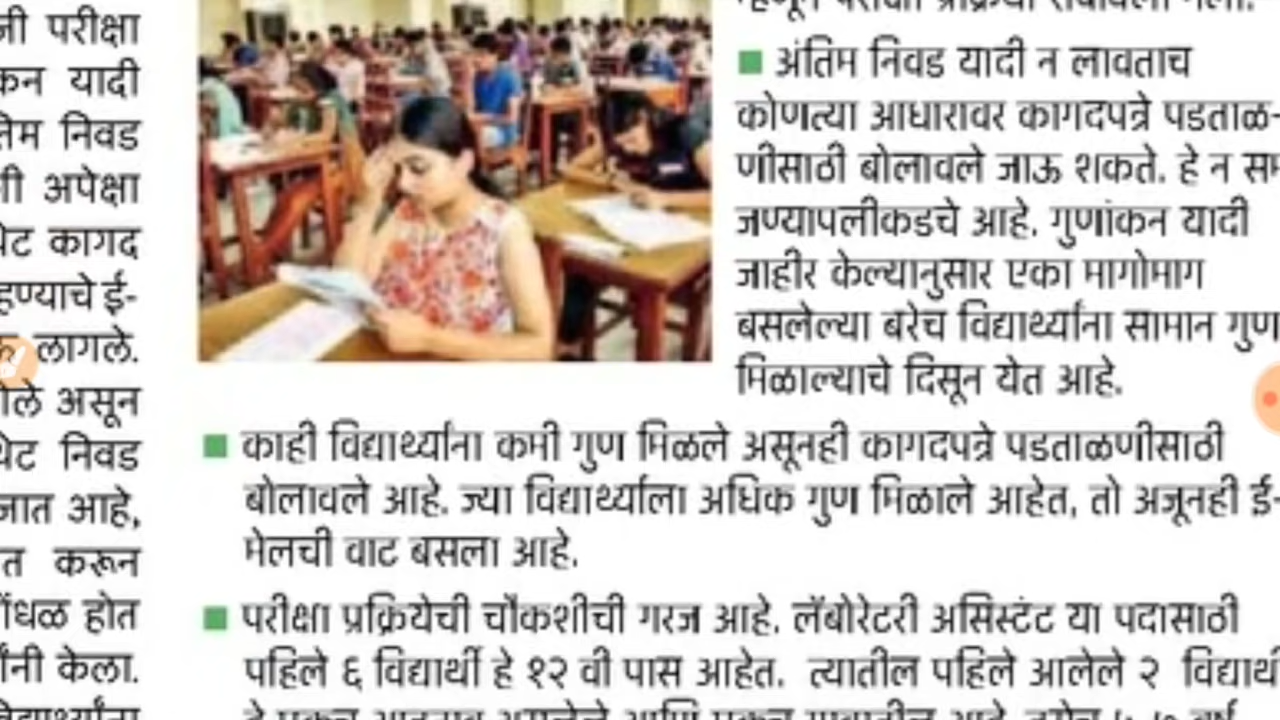 नी परीक्षा
कन यादी
तिम निवड
अपेक्षा
थेट कागद
हण्याचे ई-
लागले.
असून
थेट निवड
जात आहे,
त करून
होत
केला.
अंतिम निवड यादी न लावताच
कोणत्या आधारावर कागदपत्रे पडताळ-
णीसाठी बोलावले जाऊ शकते. हे न सम
जण्यापलीकडचे आहे. गुणांकन यादी
जाहीर केल्यानुसार एका मागोमाग
बसलेल्या बरेच विद्यार्थ्यांना सामान गुण
मिळाल्याचे दिसून येत आहे.
काही विद्यार्थ्यांना कमी गुण मिळले असूनही कागदपत्रे पडताळणीसाठी
बोलावले आहे. ज्या विद्यार्थ्याला अधिक गुण मिळाले आहेत, तो अजूनही ई-
मेलची वाट बसला आहे.
परीक्षा प्रक्रियेची चौकशीची गरज आहे. लॅबोरेटरी असिस्टंट या पदासाठी
पहिले ६ विद्यार्थी हे १२ वी पास आहेत. त्यातील पहिले आलेले २ विद्यार्थी